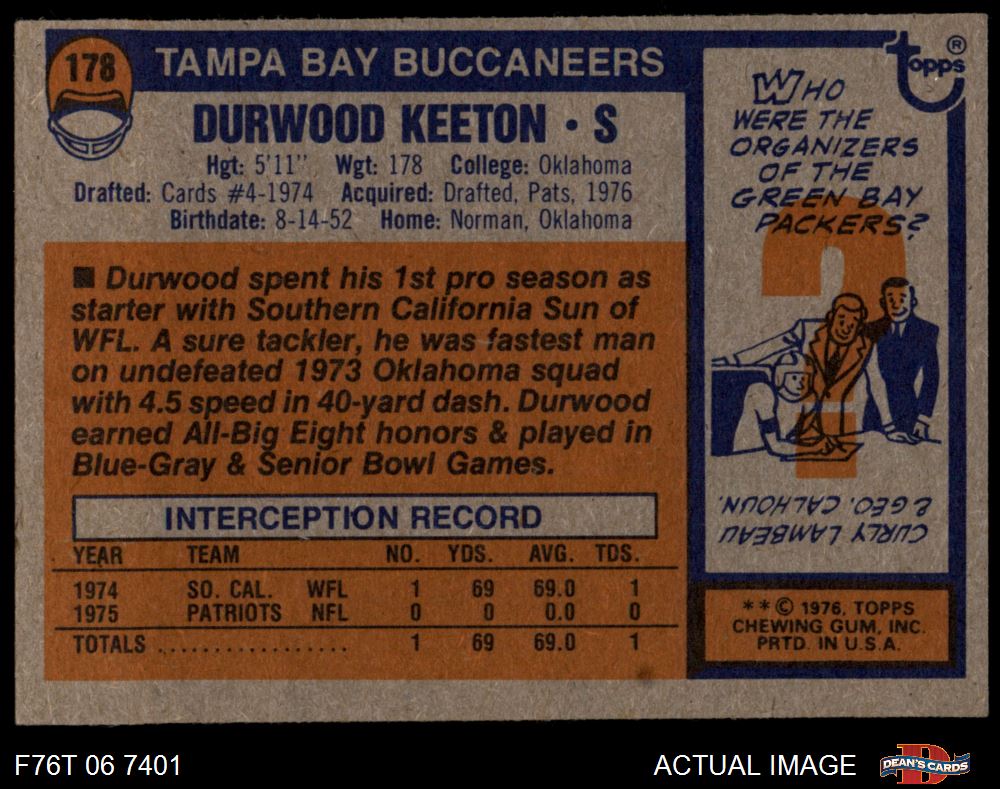 178
TAMPA BAY BUCCANEERS
DURWOOD KEETON • S
Hgt: 5'11" Wgt: 178 College: Oklahoma
Drafted: Cards #4-1974 Acquired: Drafted, Pats, 1976
Birthdate: 8-14-52 Home: Norman, Oklahoma
■ Durwood spent his 1st pro season as
starter with Southern California Sun of
WFL. A sure tackler, he was fastest man
on undefeated 1973 Oklahoma squad
with 4.5 speed in 40-yard dash. Durwood
earned All-Big Eight honors & played in
Blue-Gray & Senior Bowl Games.
INTERCEPTION RECORD
YEAR TEAM NO. YDS. AVG. TDS.
1974 SO. CAL. WFL 1 69 69.0 1
1975 PATRIOTS NFL 0 0 0.0 0
TOTALS ................. 1 69 69.0 1
topps ®
WHO
WERE THE
ORGANIZERS
OF THE
GREEN BAY
PACKERS?
?
CURLY LAMBEAU
& GEO. CALHOUN.
**© 1976, TOPPS
CHEWING GUM, INC.
PRTD. IN U.S.A.
F76T 06 7401
ACTUAL IMAGE
D
DEAN'S CARDS